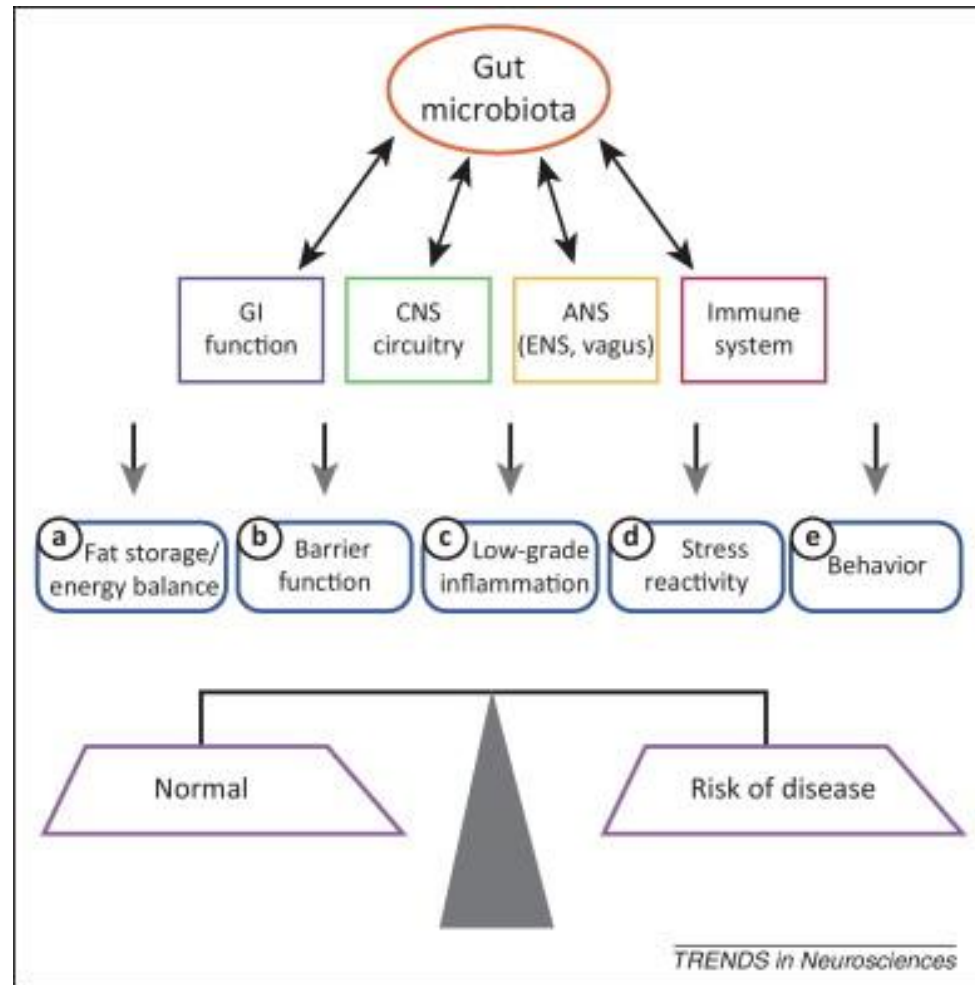 Gut
microbiota
GI
function
CNS
circuitry
ANS
(ENS, vagus)
Immune
system
a
Fat storage/
energy balance
b
Barrier
function
c
Low-grade
inflammation
d
Stress
reactivity
e
Behavior
Normal
Risk of disease
TRENDS in Neurosciences